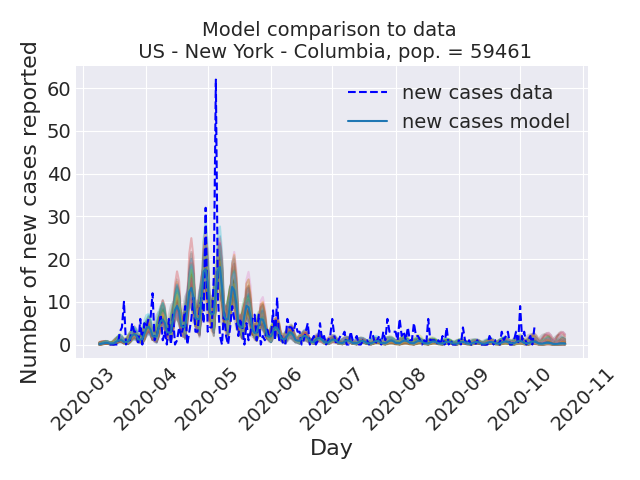 Model comparison to data
US - New York - Columbia, pop. = 59461
Number of new cases reported
60
50
40
30
20
10
0
new cases data
new cases model
2020-03
2020-04
2020-05
2020-06
2020-07
2020-08
2020-09
2020-10
2020-11
Day